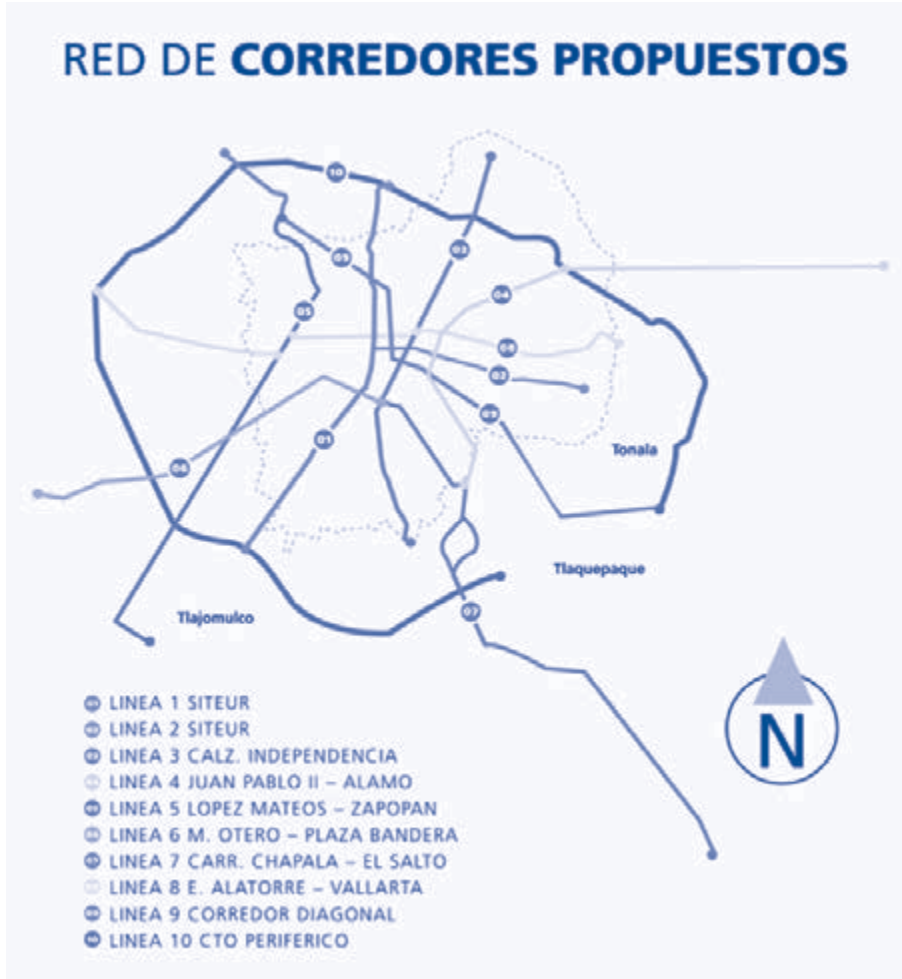 RED DE CORREDORES PROPUESTOS
10
03
09
04
05
08
02
09
01
06
Tonala
Tlaquepaque
07
Tlajomulco
N
LINEA 1 SITEUR
LINEA 2 SITEUR
LINEA 3 CALZ. INDEPENDENCIA
LINEA 4 JUAN PABLO II – ALAMO
LINEA 5 LOPEZ MATEOS – ZAPOPAN
LINEA 6 M. OTERO – PLAZA BANDERA
LINEA 7 CARR. CHAPALA – EL SALTO
LINEA 8 E. ALATORRE – VALLARTA
LINEA 9 CORREDOR DIAGONAL
LINEA 10 CTO PERIFERICO